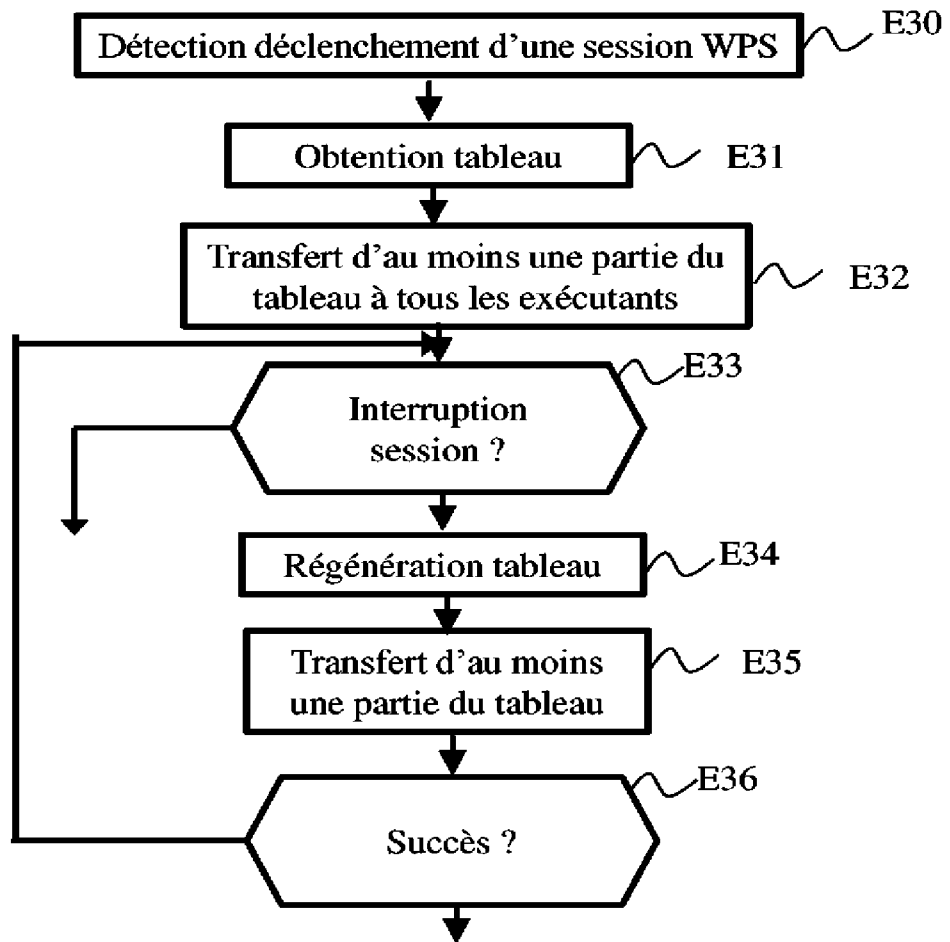 Détection déclenchement d'une session WPS
E30
Obtention tableau
E31
Transfert d'au moins une partie du
tableau à tous les exécutants
E32
E33
Interruption
session ?
Régénération tableau
E34
Transfert d'au moins
une partie du tableau
E35
E36
Succès ?